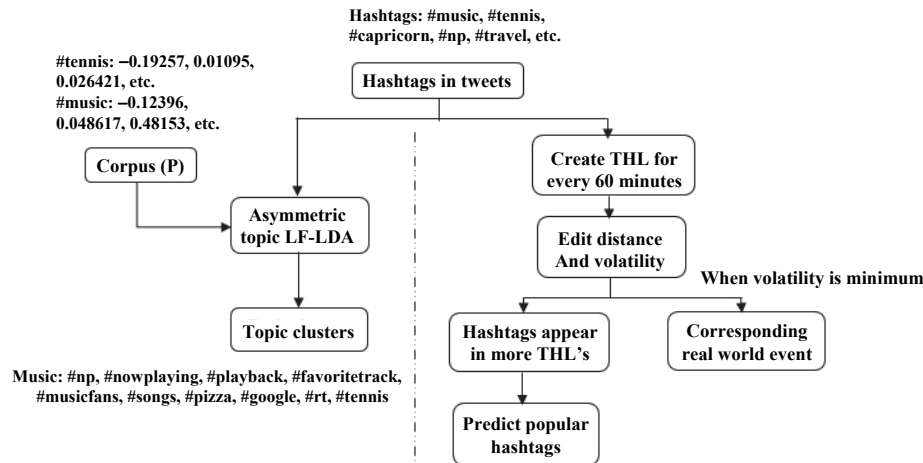 Hashtags: #music, #tennis,
#capricorn, #np, #travel, etc.
Hashtags in tweets
#tennis: –0.19257, 0.01095,
0.026421, etc.
#music: –0.12396,
0.048617, 0.48153, etc.
Corpus (P)
Asymmetric
topic LF-LDA
Topic clusters
Music: #np, #nowplaying, #playback, #favoritetrack,
#musicfans, #songs, #pizza, #google, #rt, #tennis
Create THL for
every 60 minutes
Edit distance
And volatility
When volatility is minimum
Hashtags appear
in more THL's
Corresponding
real world event
Predict popular
hashtags